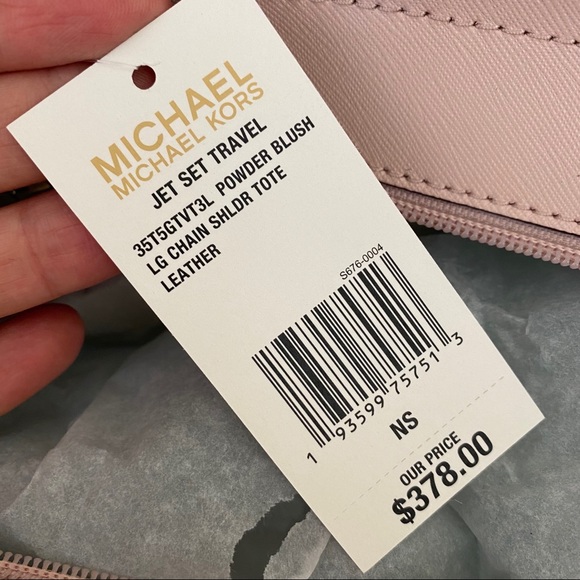 MICHAEL
MICHAEL KORS
JET SET TRAVEL
35T5GTVT3L POWDER BLUSH
LG CHAIN SHLDR TOTE
LEATHER
S676-0004
1 93599 75751 3
NS
OUR PRICE
$378.00